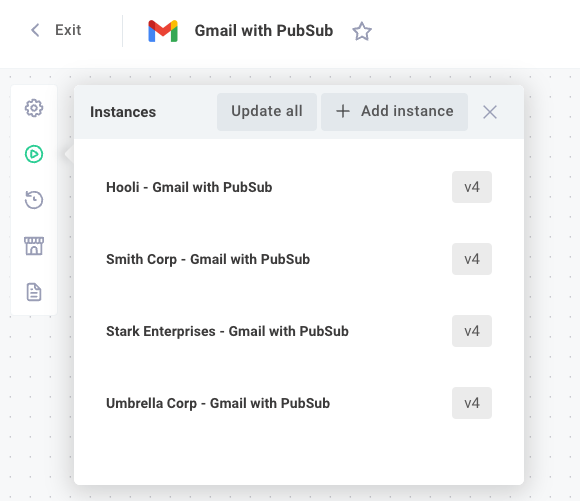 Exit
Gmail with PubSub
Instances
Update all
Add instance
Hooli - Gmail with PubSub
v4
Smith Corp - Gmail with PubSub
v4
Stark Enterprises - Gmail with PubSub
v4
Umbrella Corp - Gmail with PubSub
v4